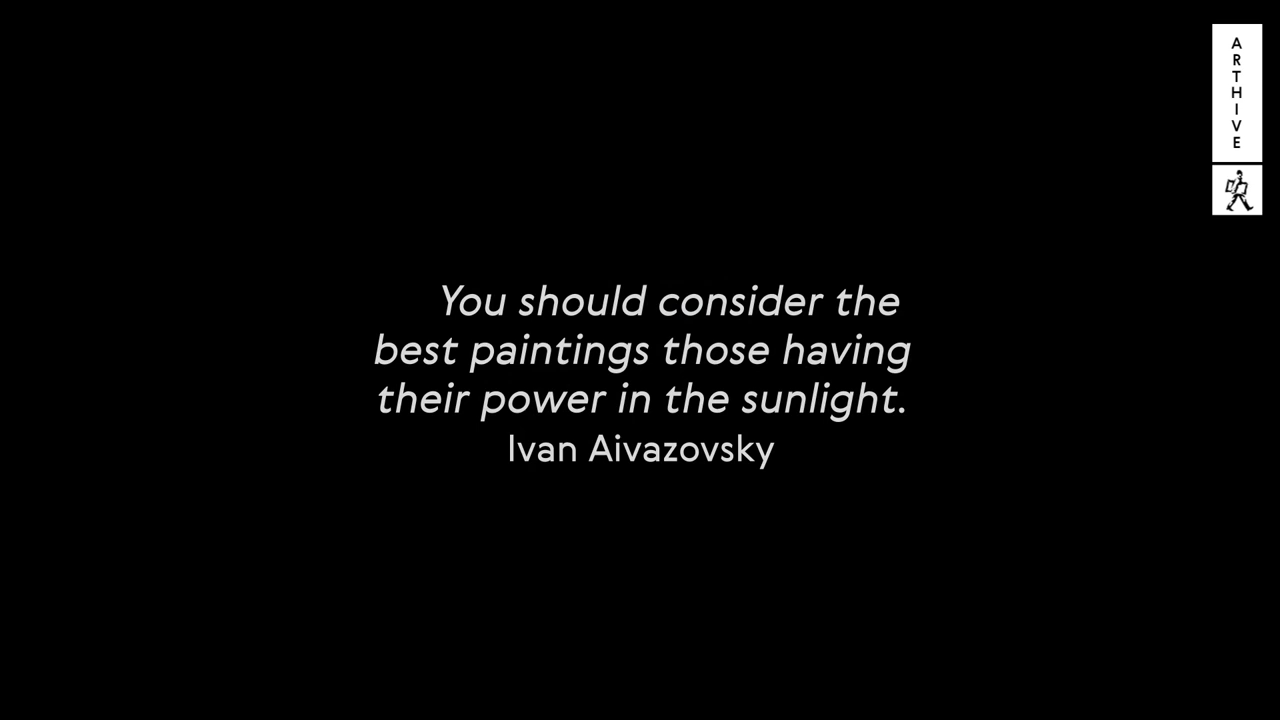 You should consider the
best paintings those having
their power in the sunlight.
Ivan Aivazovsky
ARTHIVE